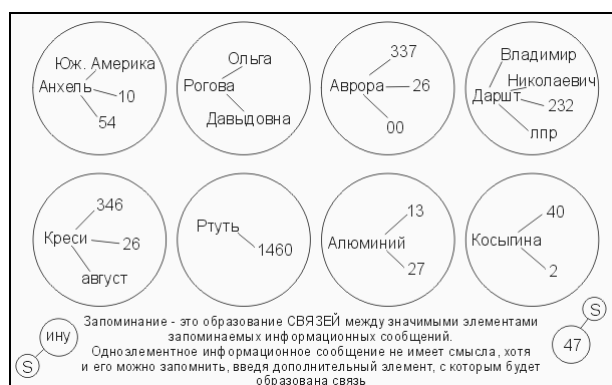 Юж. Америка
Анхель
10
54
Ольга
Рогова
Давыдовна
337
Аврора
26
00
Владимир
Николаевич
Даршт
232
лпр
346
Креси
26
август
Ртуть
1460
13
Алюминий
27
40
Косыгина
2
Запоминание - это образование СВЯЗЕЙ между значимыми элементами
запоминаемых информационных сообщений.
Одноэлементное информационное сообщение не имеет смысла, хотя
и его можно запомнить, введя дополнительный элемент, с которым будет
образована связь
ину
S
S
47